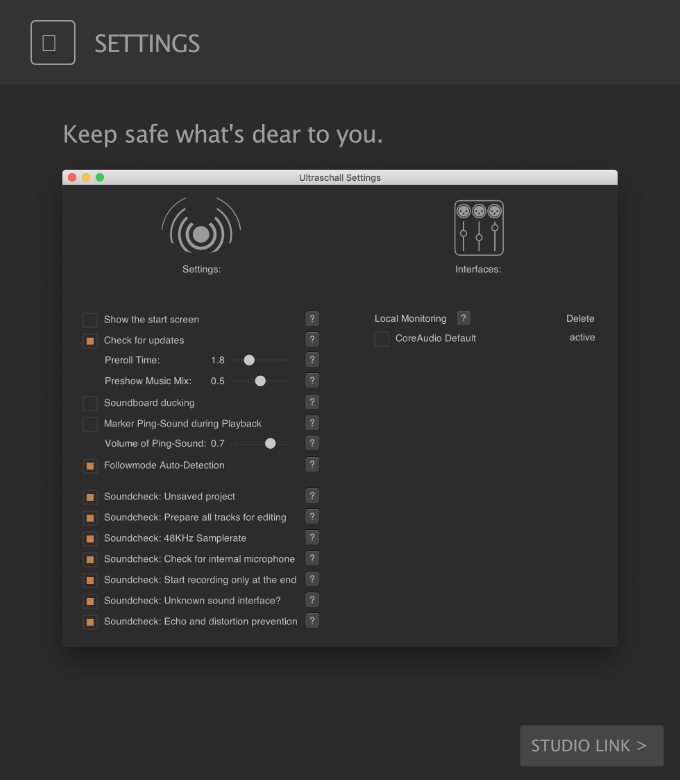 SETTINGS
Keep safe what's dear to you.
Ultraschall Settings
Settings:
Interfaces:
Show the start screen ?
Check for updates ?
Preroll Time: 1.8 ?
Preshow Music Mix: 0.5 ?
Soundboard ducking ?
Marker Ping-Sound during Playback ?
Volume of Ping-Sound: 0.7 ?
Followmode Auto-Detection ?
Soundcheck: Unsaved project ?
Soundcheck: Prepare all tracks for editing ?
Soundcheck: 48KHz Samplerate ?
Soundcheck: Check for internal microphone ?
Soundcheck: Start recording only at the end ?
Soundcheck: Unknown sound interface? ?
Soundcheck: Echo and distortion prevention ?
Local Monitoring ? Delete
CoreAudio Default active
STUDIO LINK >